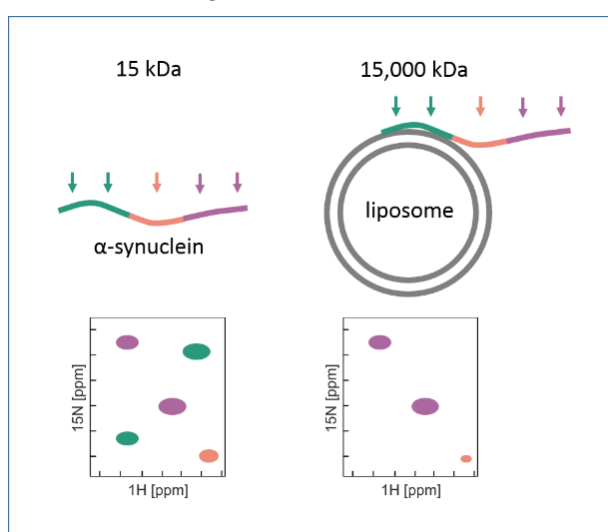 15 kDa
15,000 kDa
liposome
α-synuclein
15N [ppm]
1H [ppm]
15N [ppm]
1H [ppm]